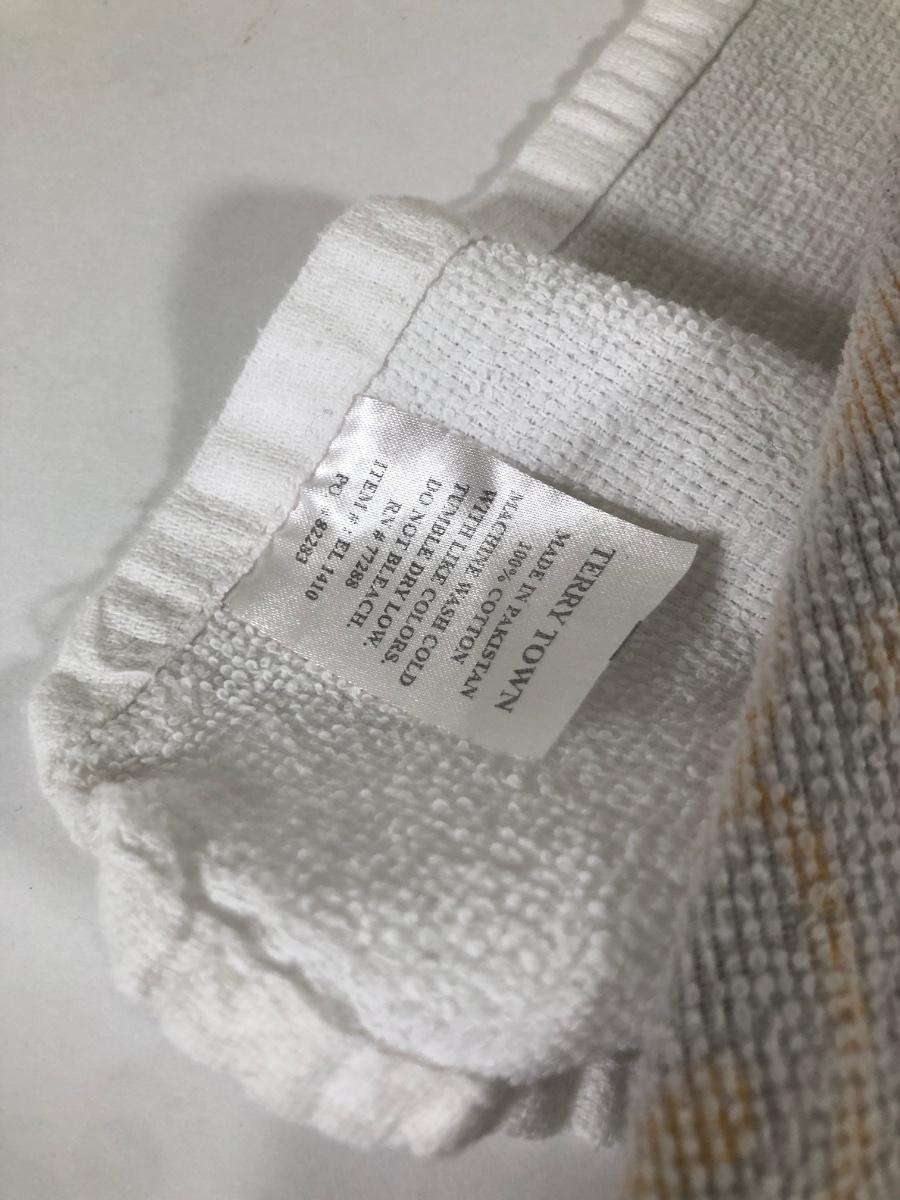 TERRY TOWN
MADE IN PAKISTAN
100% COTTON
MACHINE WASH COLD
WITH LIKE COLORS.
TUMBLE DRY LOW.
DO NOT BLEACH.
RN # 77288
ITEM # : EL 1410
PO # 82283